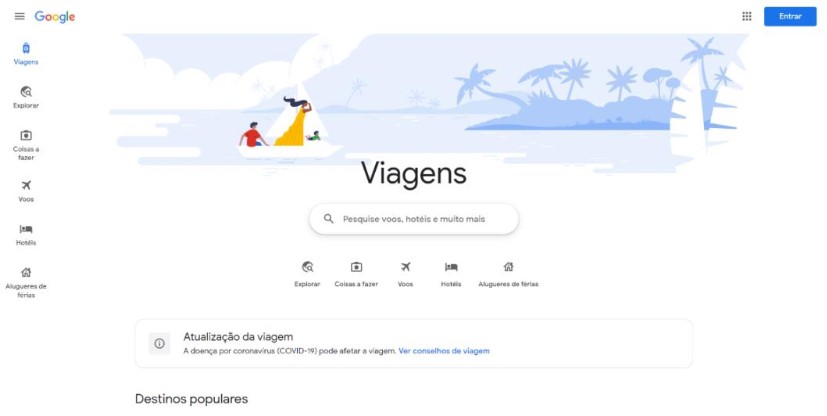 Google
Entrar
Viagens
Explorar
Coisas a
fazer
Voos
Hotéis
Alugueres de
férias
Viagens
Pesquise voos, hotéis e muito mais
Explorar
Coisas a fazer
Voos
Hotéis
Alugueres de férias
Atualização da viagem
A doença por coronavírus (COVID-19) pode afetar a viagem. Ver conselhos de viagem
Destinos populares